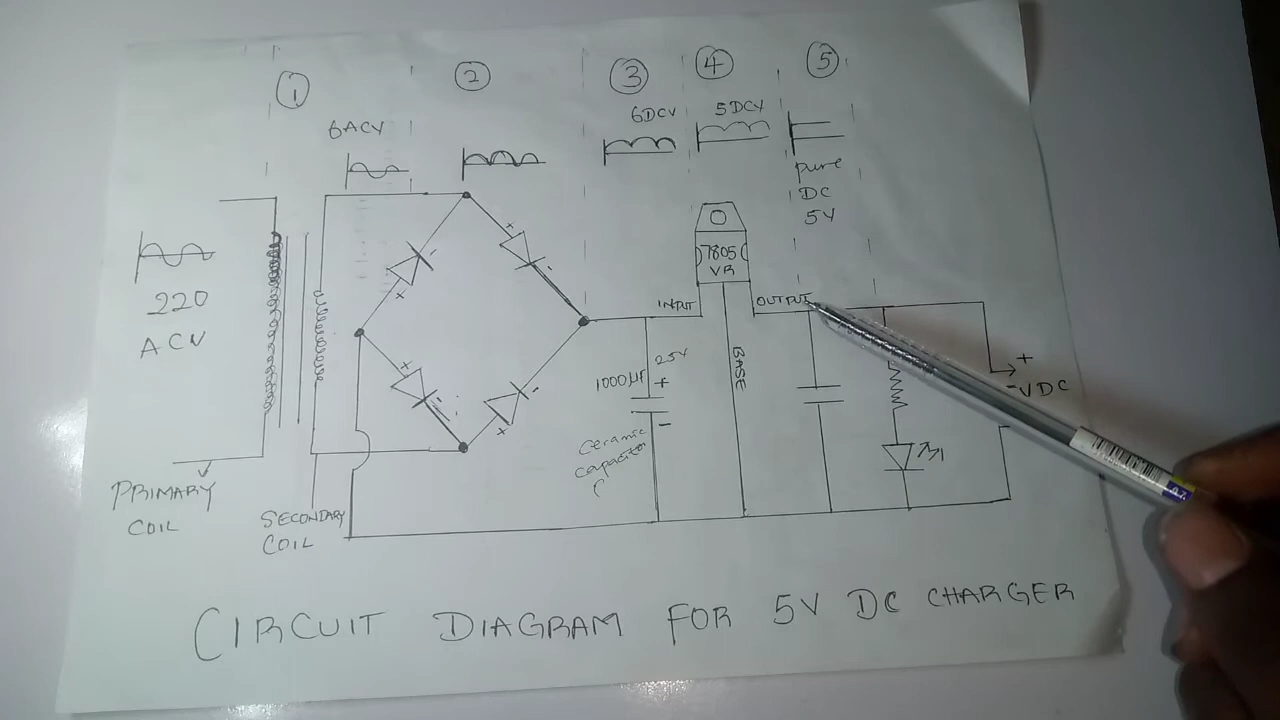 1
2
3
4
5
6ACV
6DCV
5DCV
pure
DC
5V
220
ACV
7805
VR
INPUT
OUTPUT
BASE
25V
1000µF
+
-
ceramic
capacitor
C
+
- VDC
PRIMARY
COIL
SECONDARY
COIL
CIRCUIT DIAGRAM FOR 5V DC CHARGER